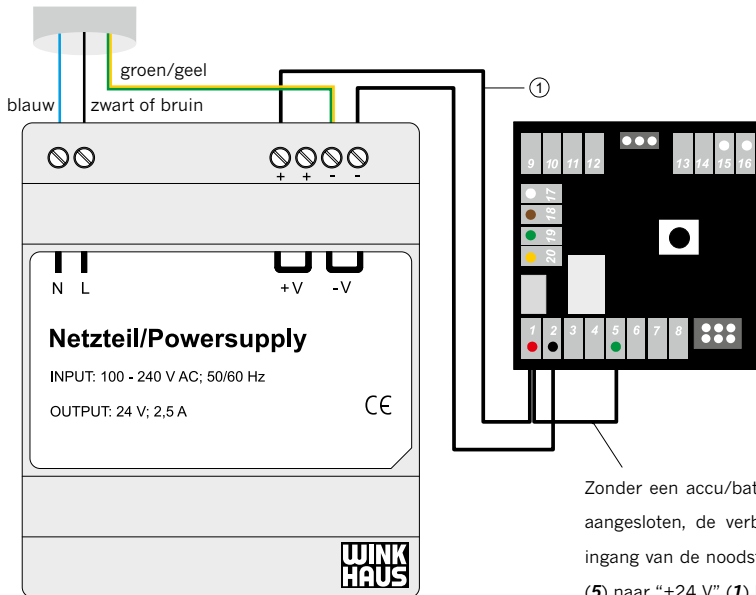 groen/geel
blauw
zwart of bruin
1
+ + - -
N L
+V -V
Netzteil/Powersupply
INPUT: 100 - 240 V AC; 50/60 Hz
OUTPUT: 24 V; 2,5 A
CE
WINK
HAUS
9 10 11 12
13 14 15 16
17
18
19
20
1 2 3 4 5 6 7 8
Zonder een accu/bat
aangesloten, de verb
ingang van de noodst
(5) naar “+24 V” (1)